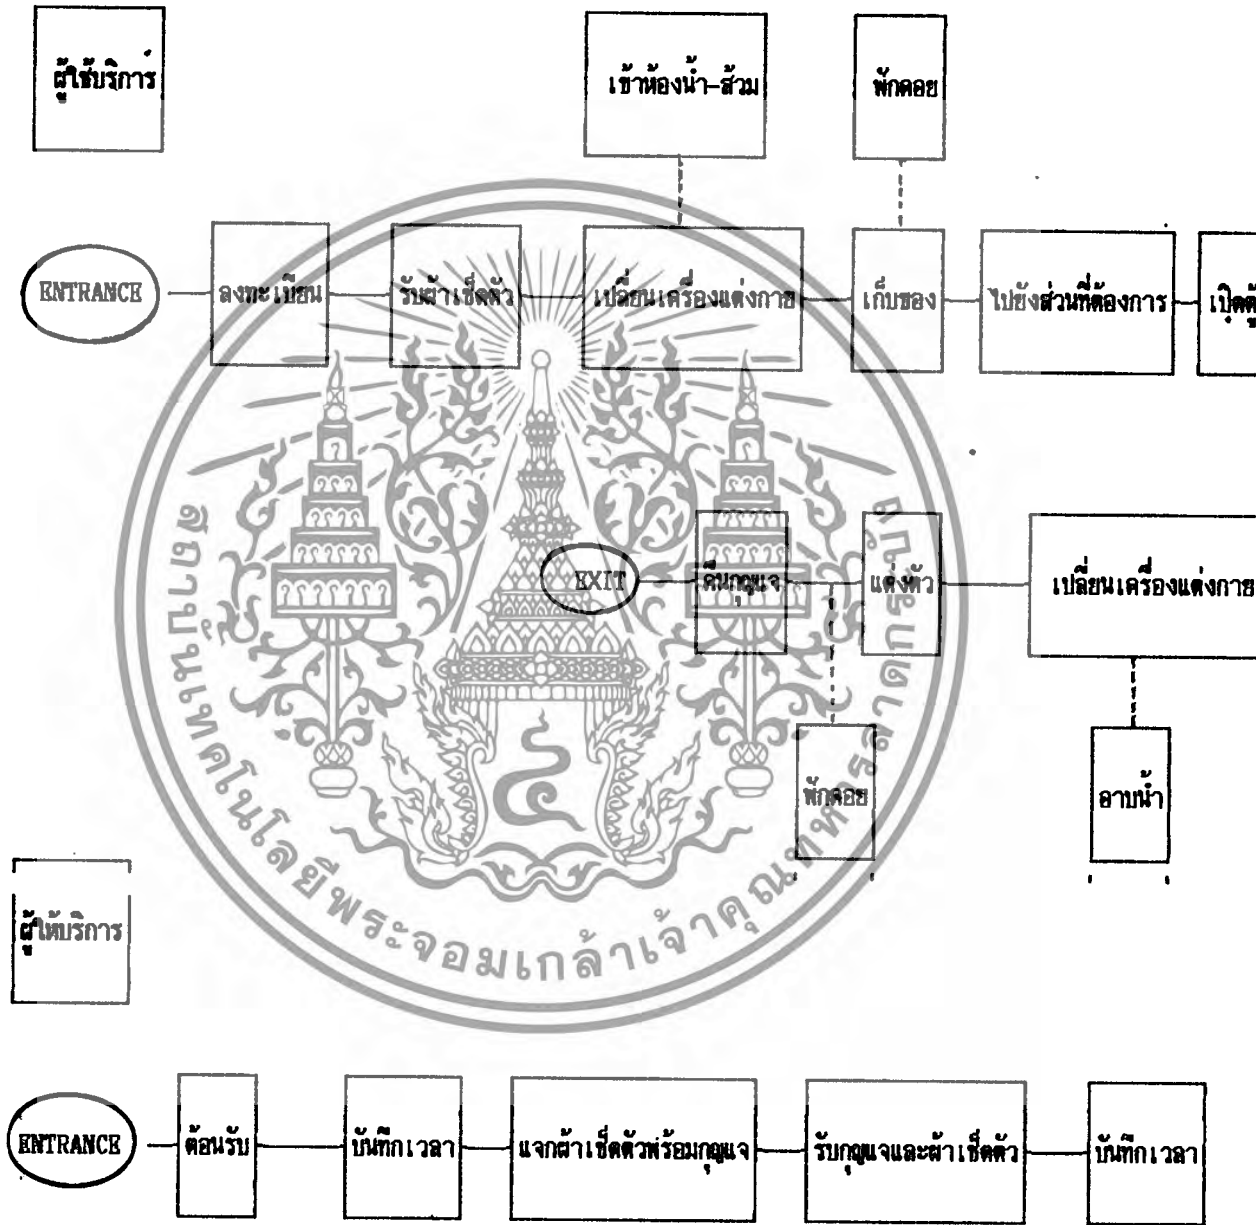 ผู้ใช้บริการ
เข้าห้องน้ำ-ส้วม
พักคอย
ENTRANCE
ลงทะเบียน
รับผ้าเช็ดตัว
เปลี่ยนเครื่องแต่งกาย
เก็บของ
ไปยังส่วนที่ต้องการ
EXIT
คืนกุญแจ
แต่งตัว
เปลี่ยนเครื่องแต่งกาย
พักคอย
อาบน้ำ
สถาบันเทคโนโลยีพระจอมเกล้าเจ้าคุณทหารลาดกระบัง
ผู้ให้บริการ
ENTRANCE
ต้อนรับ
บันทึกเวลา
แจกผ้าเช็ดตัวพร้อมกุญแจ
รับกุญแจและผ้าเช็ดตัว
บันทึกเวลา